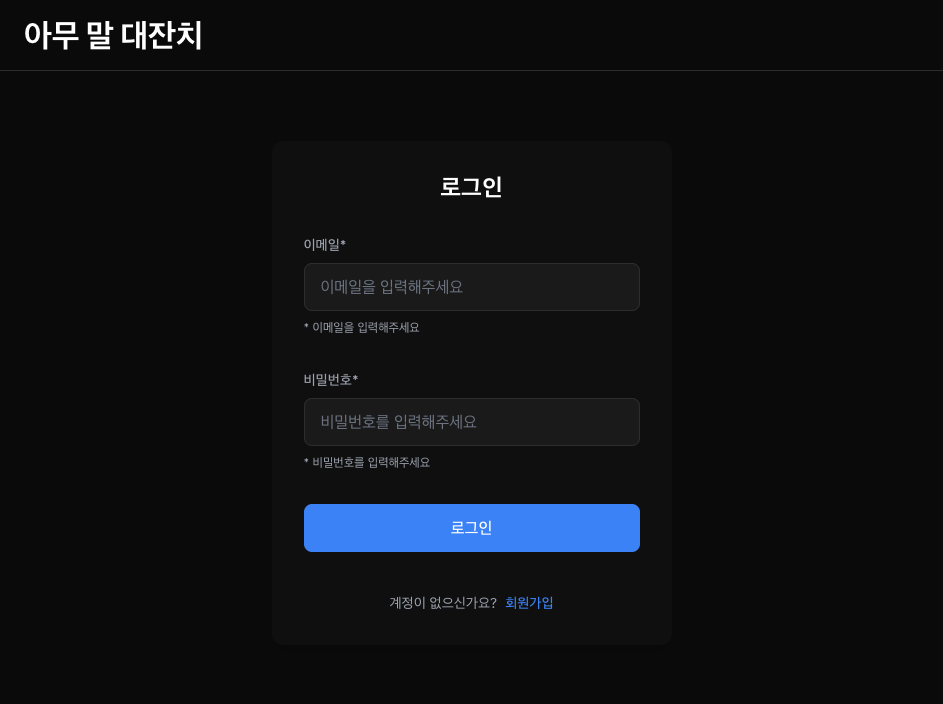 아무 말 대잔치
로그인
이메일*
이메일을 입력해주세요
* 이메일을 입력해주세요
비밀번호*
비밀번호를 입력해주세요
* 비밀번호를 입력해주세요
로그인
계정이 없으신가요? 회원가입